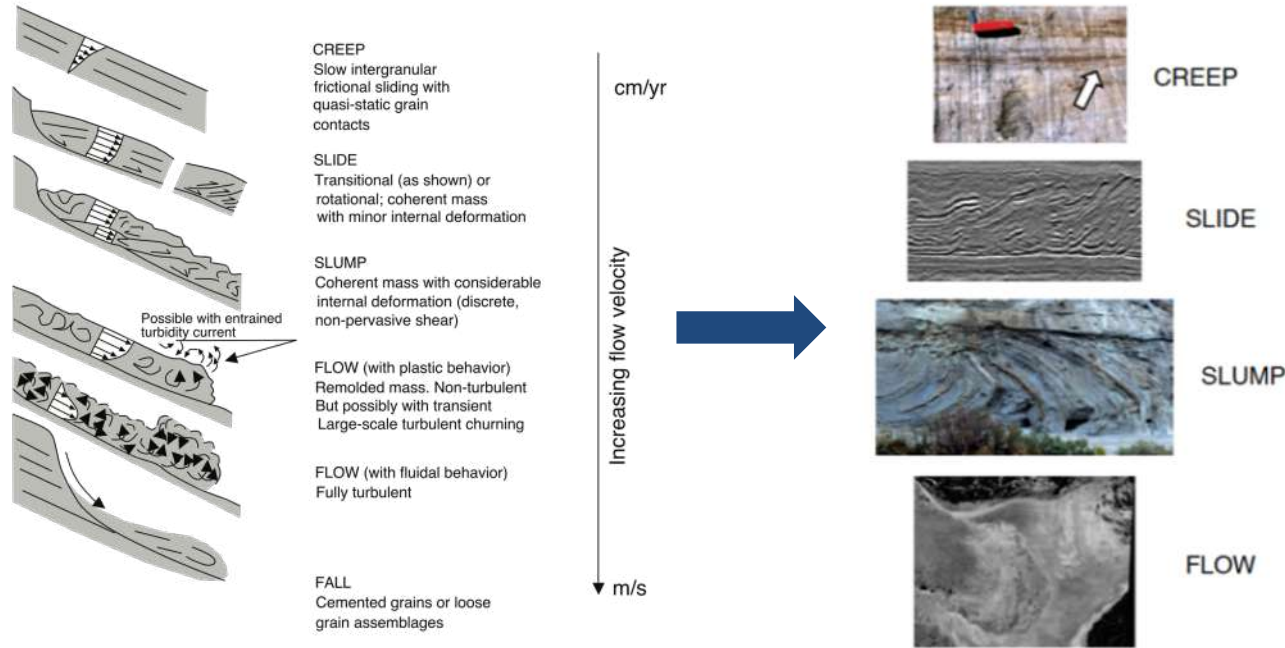 CREEP
Slow intergranular
frictional sliding with
quasi-static grain
contacts
SLIDE
Transitional (as shown) or
rotational; coherent mass
with minor internal deformation
SLUMP
Coherent mass with considerable
internal deformation (discrete,
non-pervasive shear)
Possible with entrained
turbidity current
FLOW (with plastic behavior)
Remolded mass. Non-turbulent
But possibly with transient
Large-scale turbulent churning
FLOW (with fluidal behavior)
Fully turbulent
FALL
Cemented grains or loose
grain assemblages
cm/yr
Increasing flow velocity
m/s
CREEP
SLIDE
SLUMP
FLOW